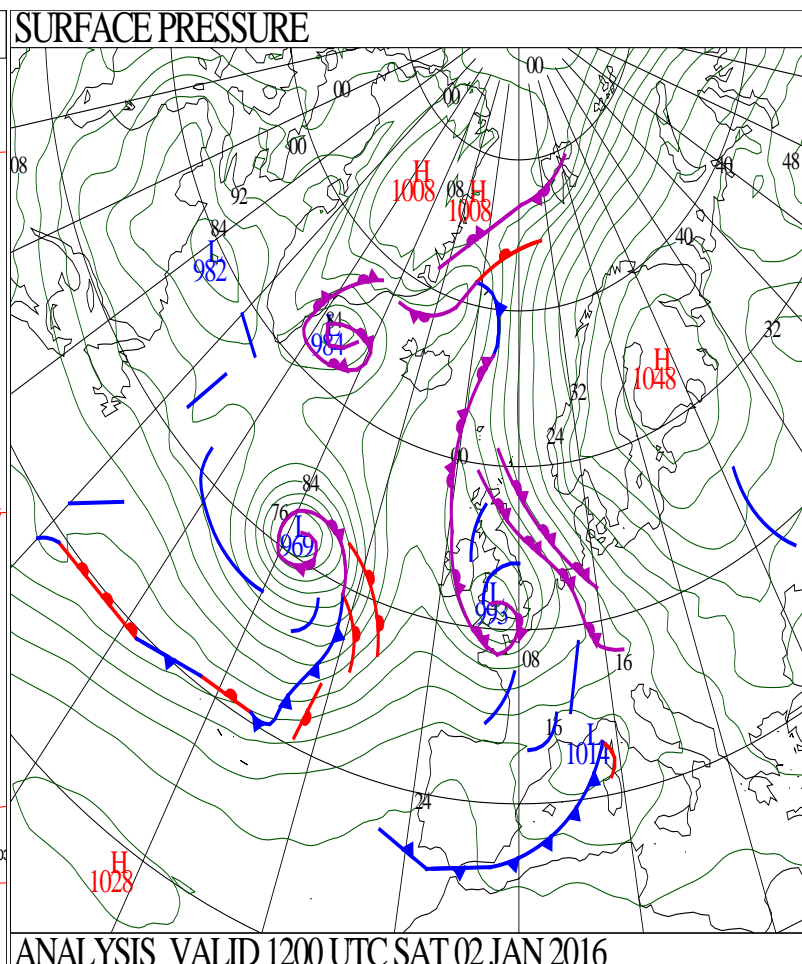 SURFACE PRESSURE
00
00
00
48
40
08
00
H
1008
08
H
1008
92
84
L
982
40
84
L
984
32
H
1048
32
24
00
84
76
L
969
L
993
08
16
16
L
1014
24
H
1028
ANALYSIS VALID 1200 UTC SAT 02 JAN 2016